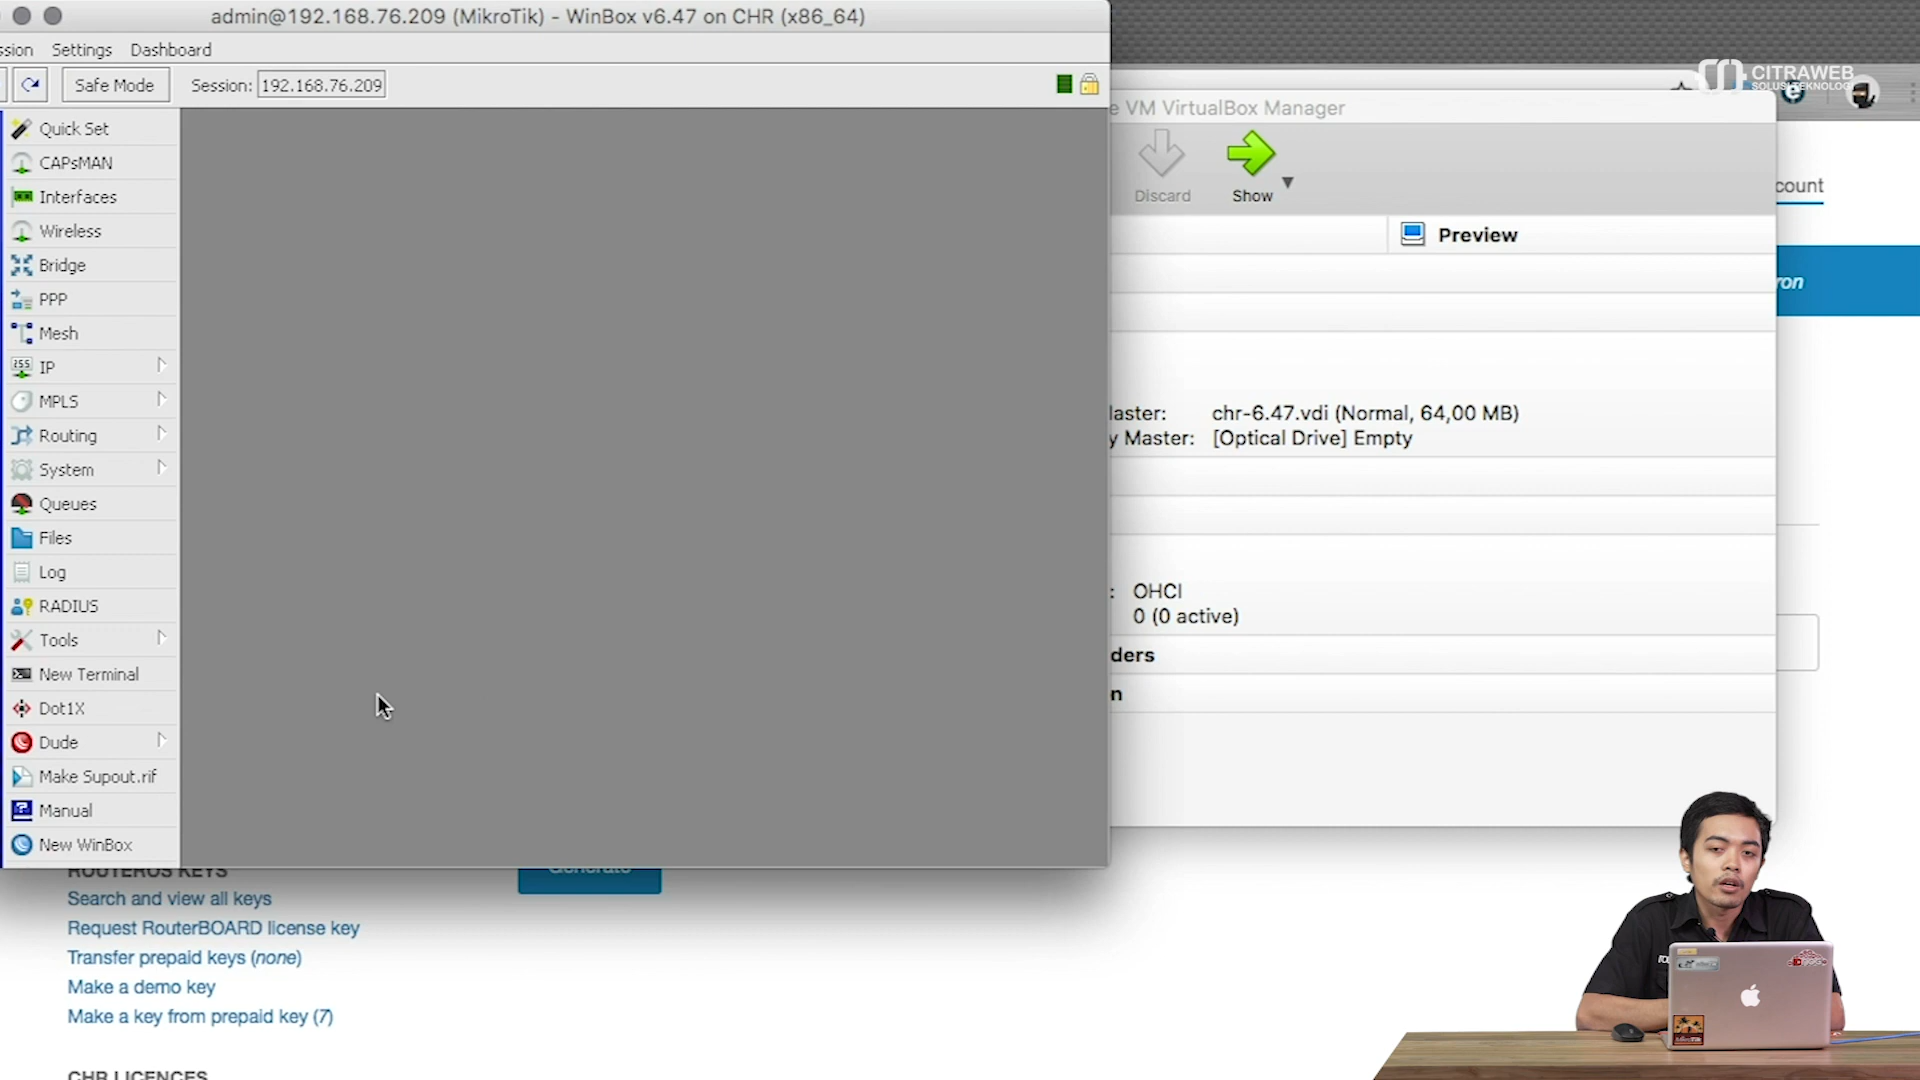 admin@192.168.76.209 (MikroTik) - WinBox v6.47 on CHR (x86_64)
ssion Settings Dashboard
Safe Mode Session: 192.168.76.209
CITRAWEB
SOLUSI TEKNOLOGI
e VM VirtualBox Manager
Discard
Show
count
Preview
ron
Quick Set
CAPsMAN
Interfaces
Wireless
Bridge
PPP
Mesh
IP
MPLS
Routing
System
Queues
Files
Log
RADIUS
Tools
New Terminal
Dot1X
Dude
Make Supout.rif
Manual
New WinBox
laster: chr-6.47.vdi (Normal, 64,00 MB)
y Master: [Optical Drive] Empty
: OHCI
0 (0 active)
ders
n
ROUTEROS KEYS
Generate
Search and view all keys
Request RouterBOARD license key
Transfer prepaid keys (none)
Make a demo key
Make a key from prepaid key (7)
CHR LICENCES